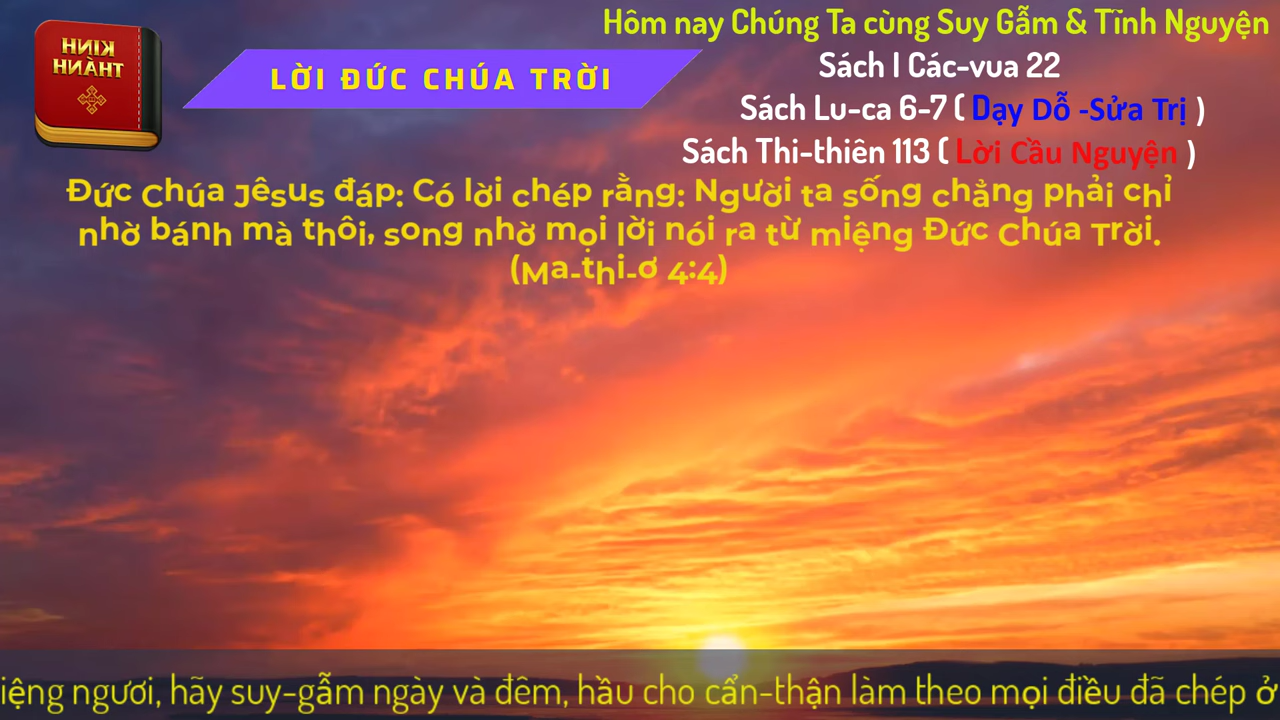 KINH
THÀNH
LỜI ĐỨC CHÚA TRỜI
Hôm nay Chúng Ta cùng Suy Gẫm & Tĩnh Nguyện
Sách I Các-vua 22
Sách Lu-ca 6-7 ( Dạy Dỗ -Sửa Trị )
Sách Thi-thiên 113 ( Lời Cầu Nguyện )
Đức Chúa Jêsus đáp: Có lời chép rằng: Người ta sống chẳng phải chỉ
nhờ bánh mà thôi, song nhờ mọi lời nói ra từ miệng Đức Chúa Trời.
(Ma-thi-ơ 4:4)
iệng ngươi, hãy suy-gẫm ngày và đêm, hầu cho cẩn-thận làm theo mọi điều đã chép ở